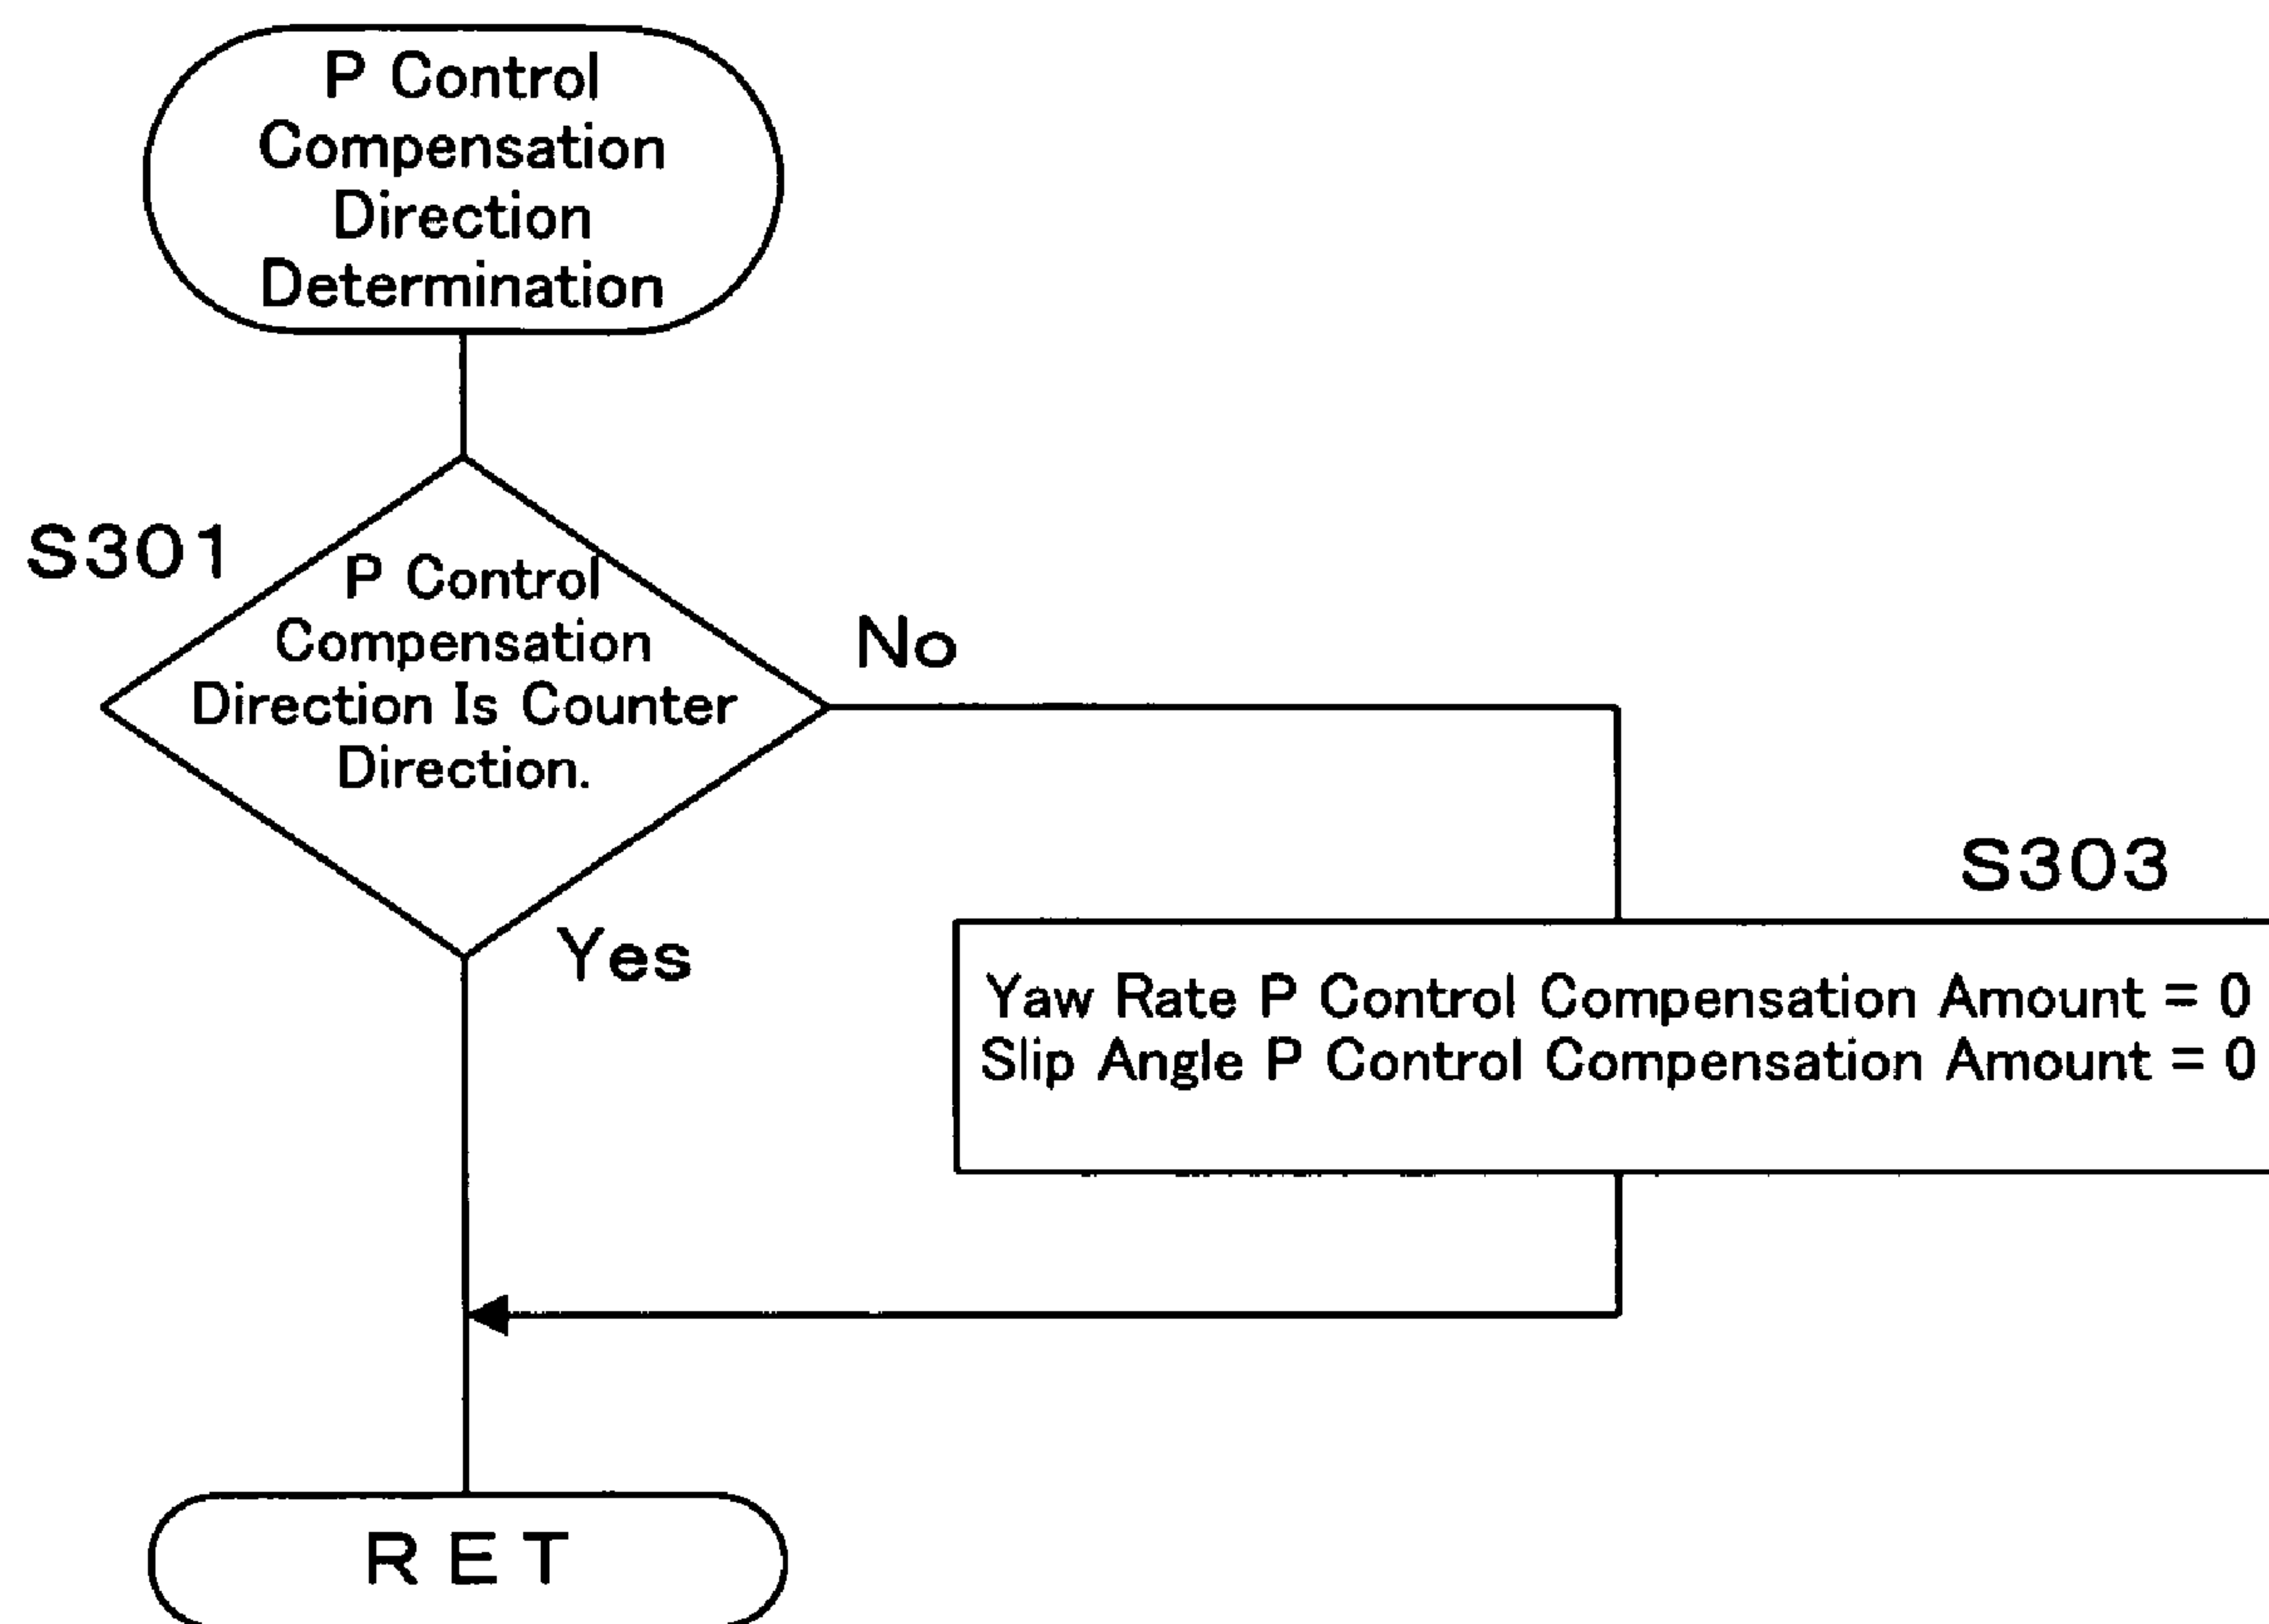 P Control
Compensation
Direction
Determination
S301
P Control
Compensation
Direction Is Counter
Direction.
No
Yes
S303
Yaw Rate P Control Compensation Amount = 0
Slip Angle P Control Compensation Amount = 0
RET